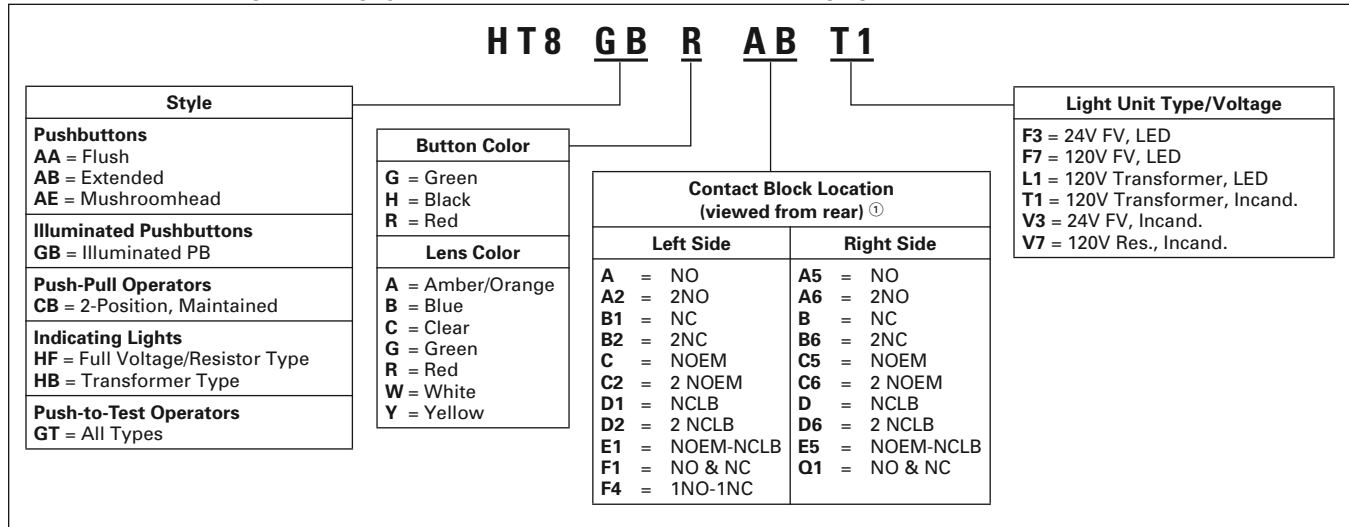 HT8 GB R AB T1
Style
Pushbuttons
AA = Flush
AB = Extended
AE = Mushroomhead
Illuminated Pushbuttons
GB = Illuminated PB
Push-Pull Operators
CB = 2-Position, Maintained
Indicating Lights
HF = Full Voltage/Resistor Type
HB = Transformer Type
Push-to-Test Operators
GT = All Types
Button Color
G = Green
H = Black
R = Red
Lens Color
A = Amber/Orange
B = Blue
C = Clear
G = Green
R = Red
W = White
Y = Yellow
Contact Block Location
(viewed from rear) ①
Left Side Right Side
A = NO A5 = NO
A2 = 2NO A6 = 2NO
B1 = NC B = NC
B2 = 2NC B6 = 2NC
C = NOEM C5 = NOEM
C2 = 2 NOEM C6 = 2 NOEM
D1 = NCLB D = NCLB
D2 = 2 NCLB D6 = 2 NCLB
E1 = NOEM-NCLB E5 = NOEM-NCLB
F1 = NO & NC Q1 = NO & NC
F4 = 1NO-1NC
Light Unit Type/Voltage
F3 = 24V FV, LED
F7 = 120V FV, LED
L1 = 120V Transformer, LED
T1 = 120V Transformer, Incand.
V3 = 24V FV, Incand.
V7 = 120V Res., Incand.